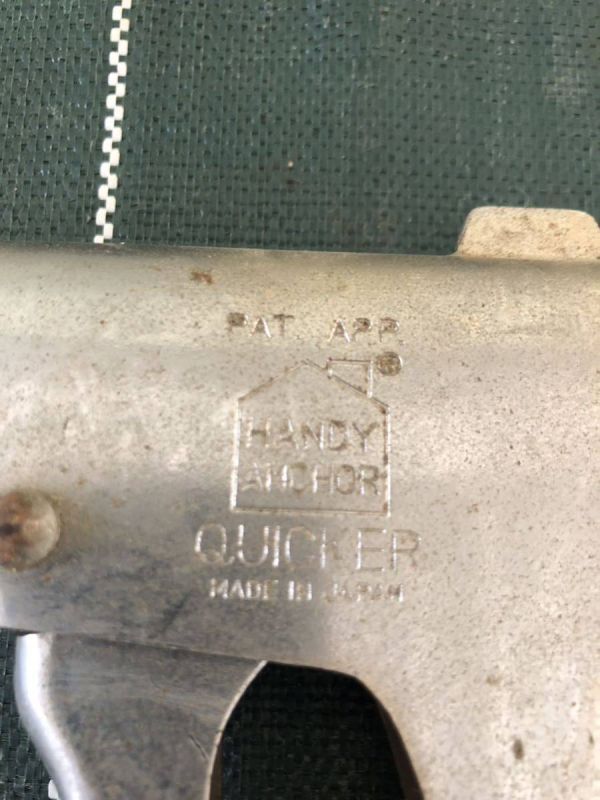 PAT. APP.
®
HANDY
ANCHOR
QUICKER
MADE IN JAPAN